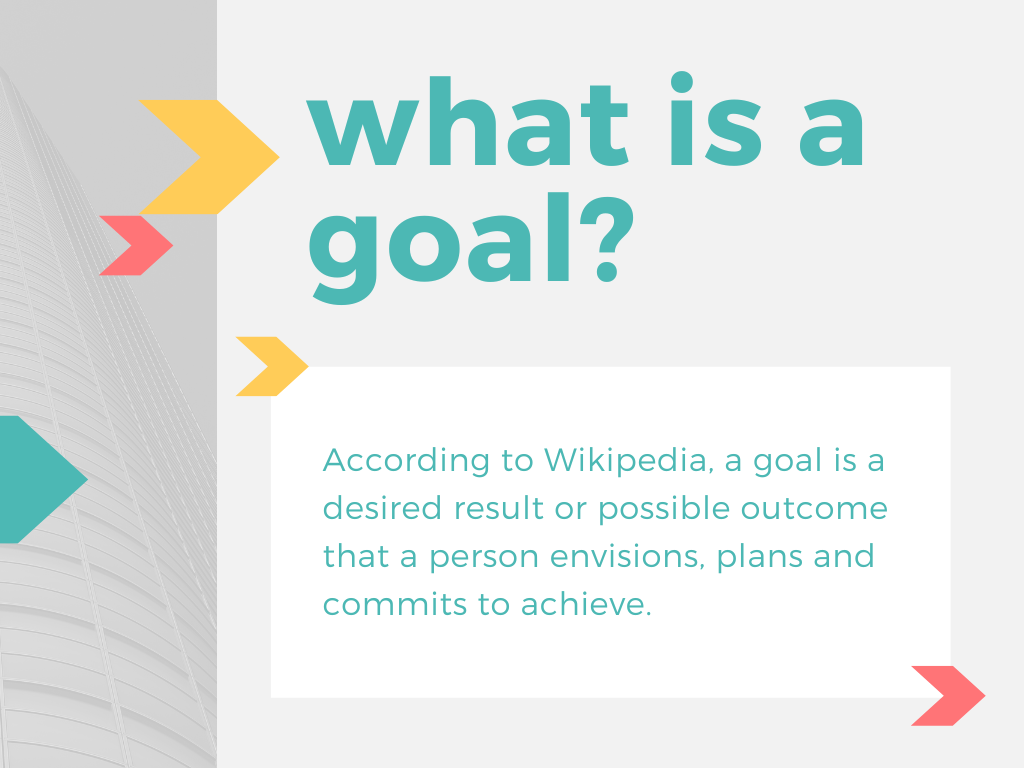 what is a
goal?
According to Wikipedia, a goal is a
desired result or possible outcome
that a person envisions, plans and
commits to achieve.